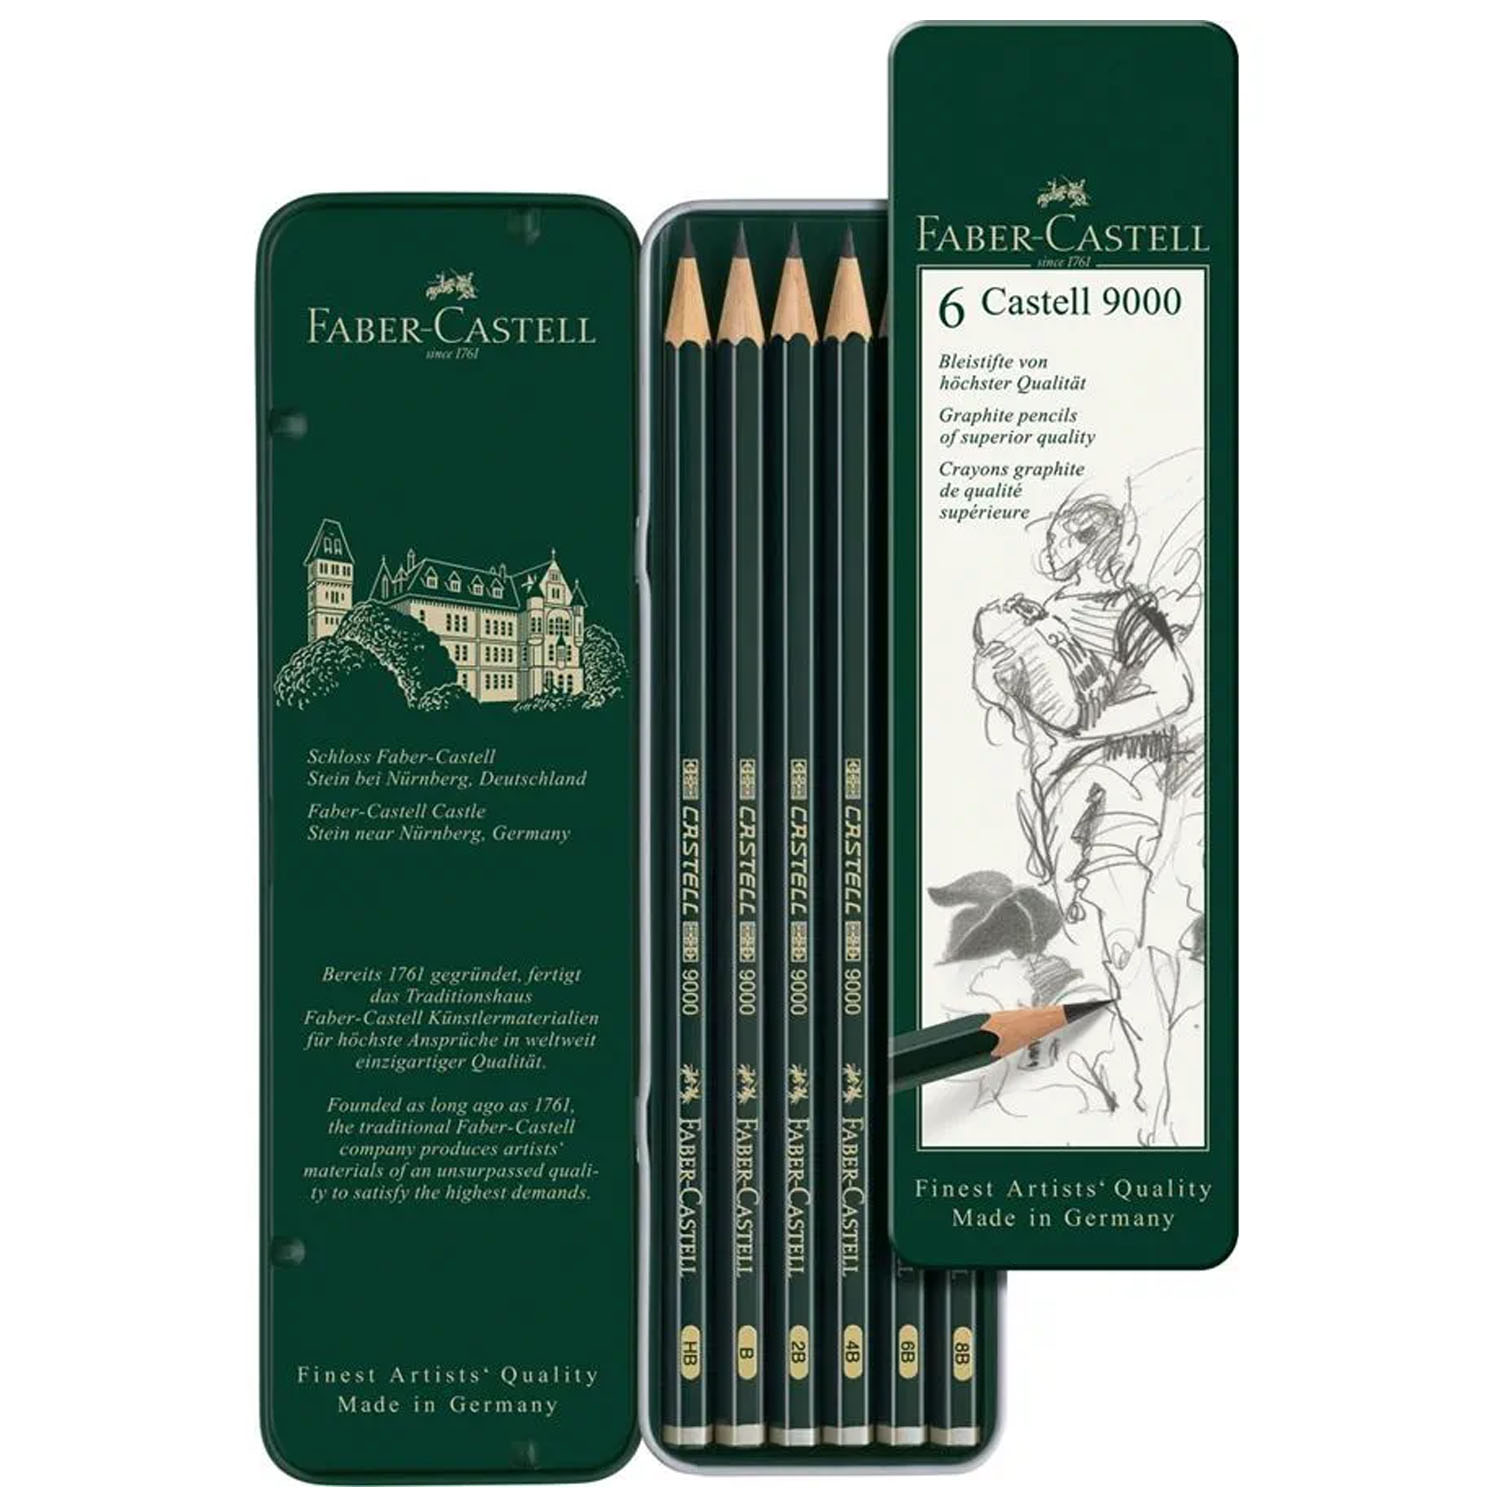 FABER-CASTELL
since 1761
Schloss Faber-Castell
Stein bei Nürnberg, Deutschland
Faber-Castell Castle
Stein near Nürnberg, Germany
Bereits 1761 gegründet, fertigt
das Traditionshaus
Faber-Castell Künstlermaterialien
für höchste Ansprüche in weltweit
einzigartiger Qualität.
Founded as long ago as 1761,
the traditional Faber-Castell
company produces artists‘
materials of an unsurpassed quali-
ty to satisfy the highest demands.
Finest Artists‘ Quality
Made in Germany
CASTELL 9000 FABER-CASTELL HB
CASTELL 9000 FABER-CASTELL B
CASTELL 9000 FABER-CASTELL 2B
CASTELL 9000 FABER-CASTELL 4B
6B
8B
FABER-CASTELL
since 1761
6 Castell 9000
Bleistifte von
höchster Qualität
Graphite pencils
of superior quality
Crayons graphite
de qualité
supérieure
Finest Artists‘ Quality
Made in Germany